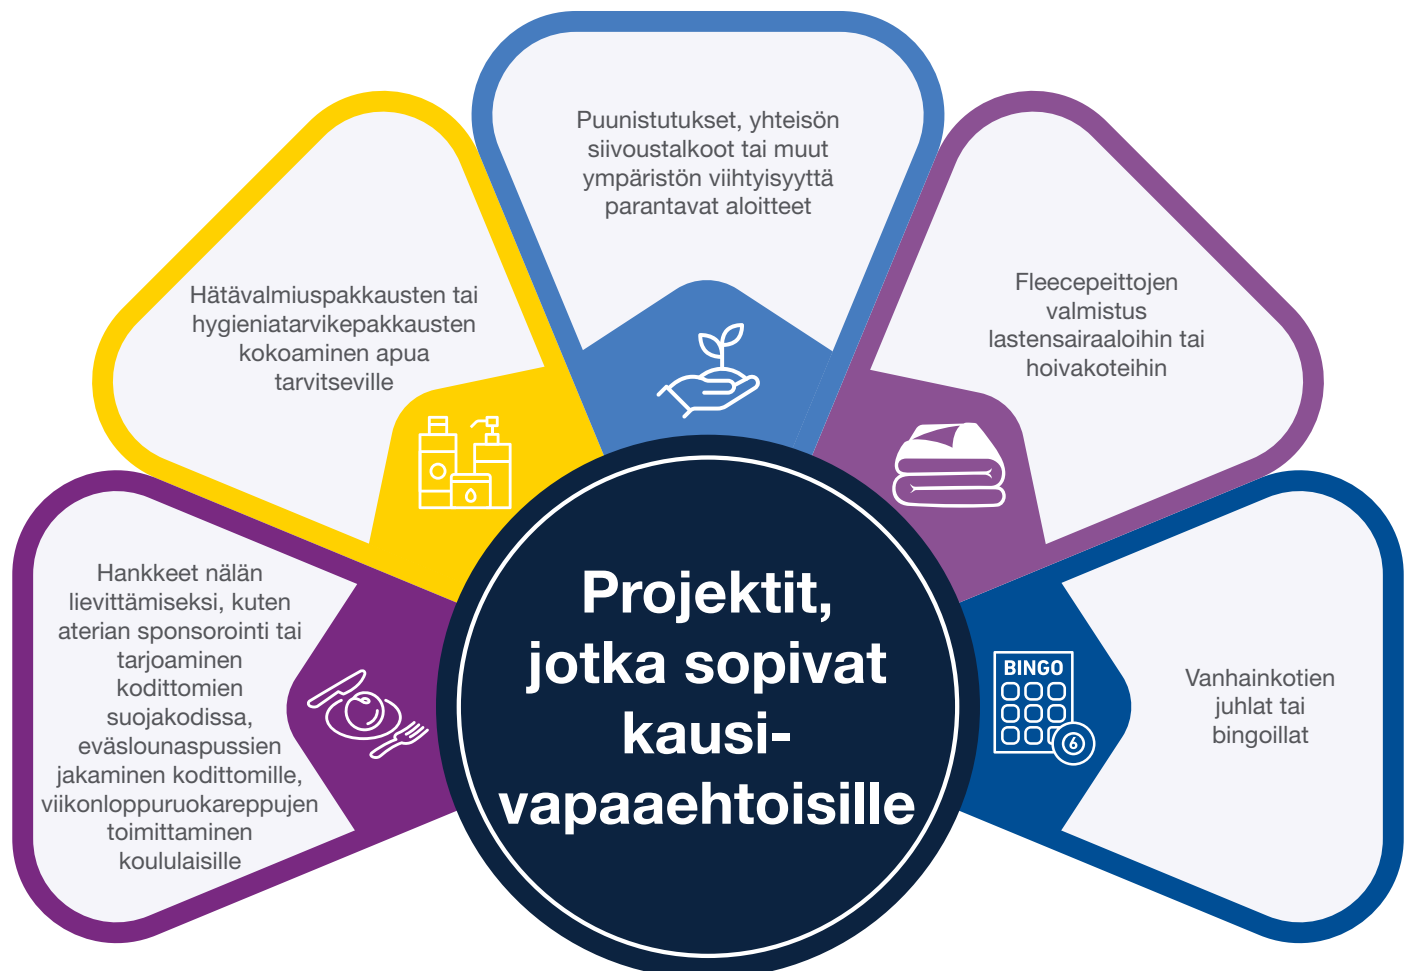 Puunistutukset, yhteisön
siivoustalkoot tai muut
ympäristön viihtyisyyttä
parantavat aloitteet
Hätävalmiuspakkausten tai
hygieniatarvikepakkausten
kokoaminen apua
tarvitseville
Fleecepeittojen
valmistus
lastensairaaloihin tai
hoivakoteihin
Hankkeet nälän
lievittämiseksi, kuten
aterian sponsorointi tai
tarjoaminen
kodittomien
suojakodissa,
eväslounaspussien
jakaminen kodittomille,
viikonloppuruokareppujen
toimittaminen
koululaisille
Projektit,
jotka sopivat
kausi-
vapaaehtoisille
BINGO
6
Vanhainkotien
juhlat tai
bingoillat